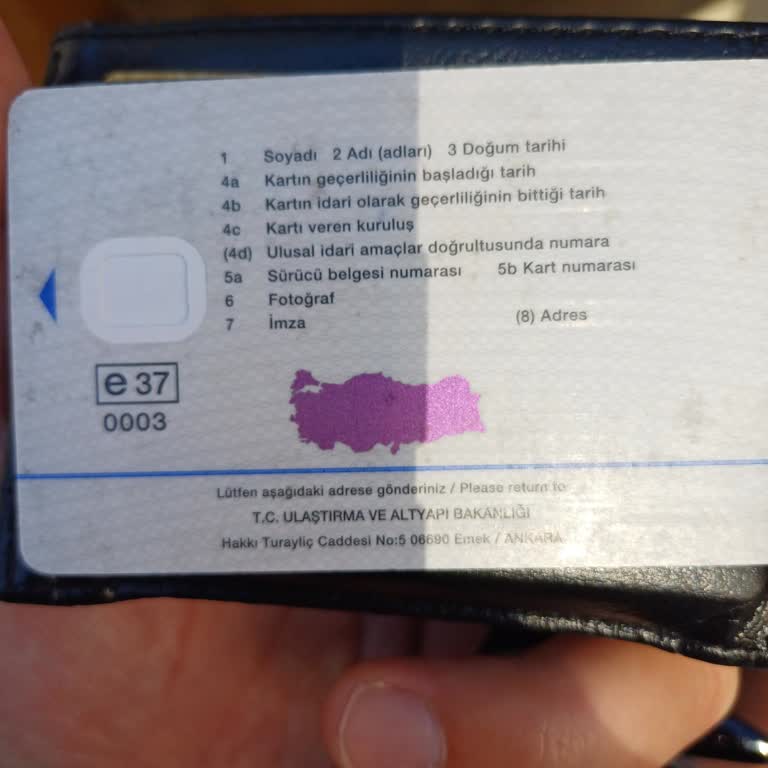 1 Soyadı 2 Adı (adları) 3 Doğum tarihi
4a Kartın geçerliliğinin başladığı tarih
4b Kartın idari olarak geçerliliğinin bittiği tarih
4c Kartı veren kuruluş
(4d) Ulusal idari amaçlar doğrultusunda numara
5a Sürücü belgesi numarası 5b Kart numarası
6 Fotoğraf
7 İmza (8) Adres
e 37
0003
Lütfen aşağıdaki adrese gönderiniz / Please return to
T.C. ULAŞTIRMA VE ALTYAPI BAKANLIĞI
Hakkı Turayliç Caddesi No:5 06690 Emek / ANKARA